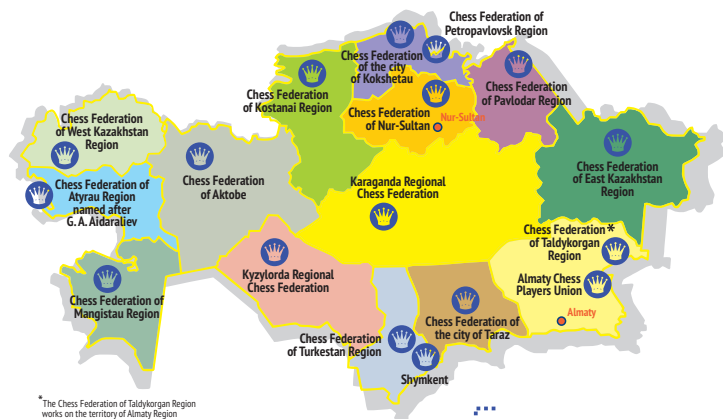 Chess Federation of
Petropavlovsk Region
Chess Federation
of the city
of Kokshetau
Chess Federation
of Kostanai Region
Chess Federation
of Pavlodar Region
Chess Federation
of Nur-Sultan
Nur-Sultan
Chess Federation
of West Kazakhstan
Region
Chess Federation of
Atyrau Region
named after
G. A. Aidaraliev
Chess Federation
of Aktobe
Karaganda Regional
Chess Federation
Chess Federation
of East Kazakhstan
Region
Chess Federation*
of Taldykorgan
Region
Kyzylorda Regional
Chess Federation
Almaty Chess
Players Union
Almaty
Chess Federation of
Mangistau Region
Chess Federation
of Turkestan Region
Chess Federation of
the city of Taraz
Shymkent
*The Chess Federation of Taldykorgan Region
works on the territory of Almaty Region